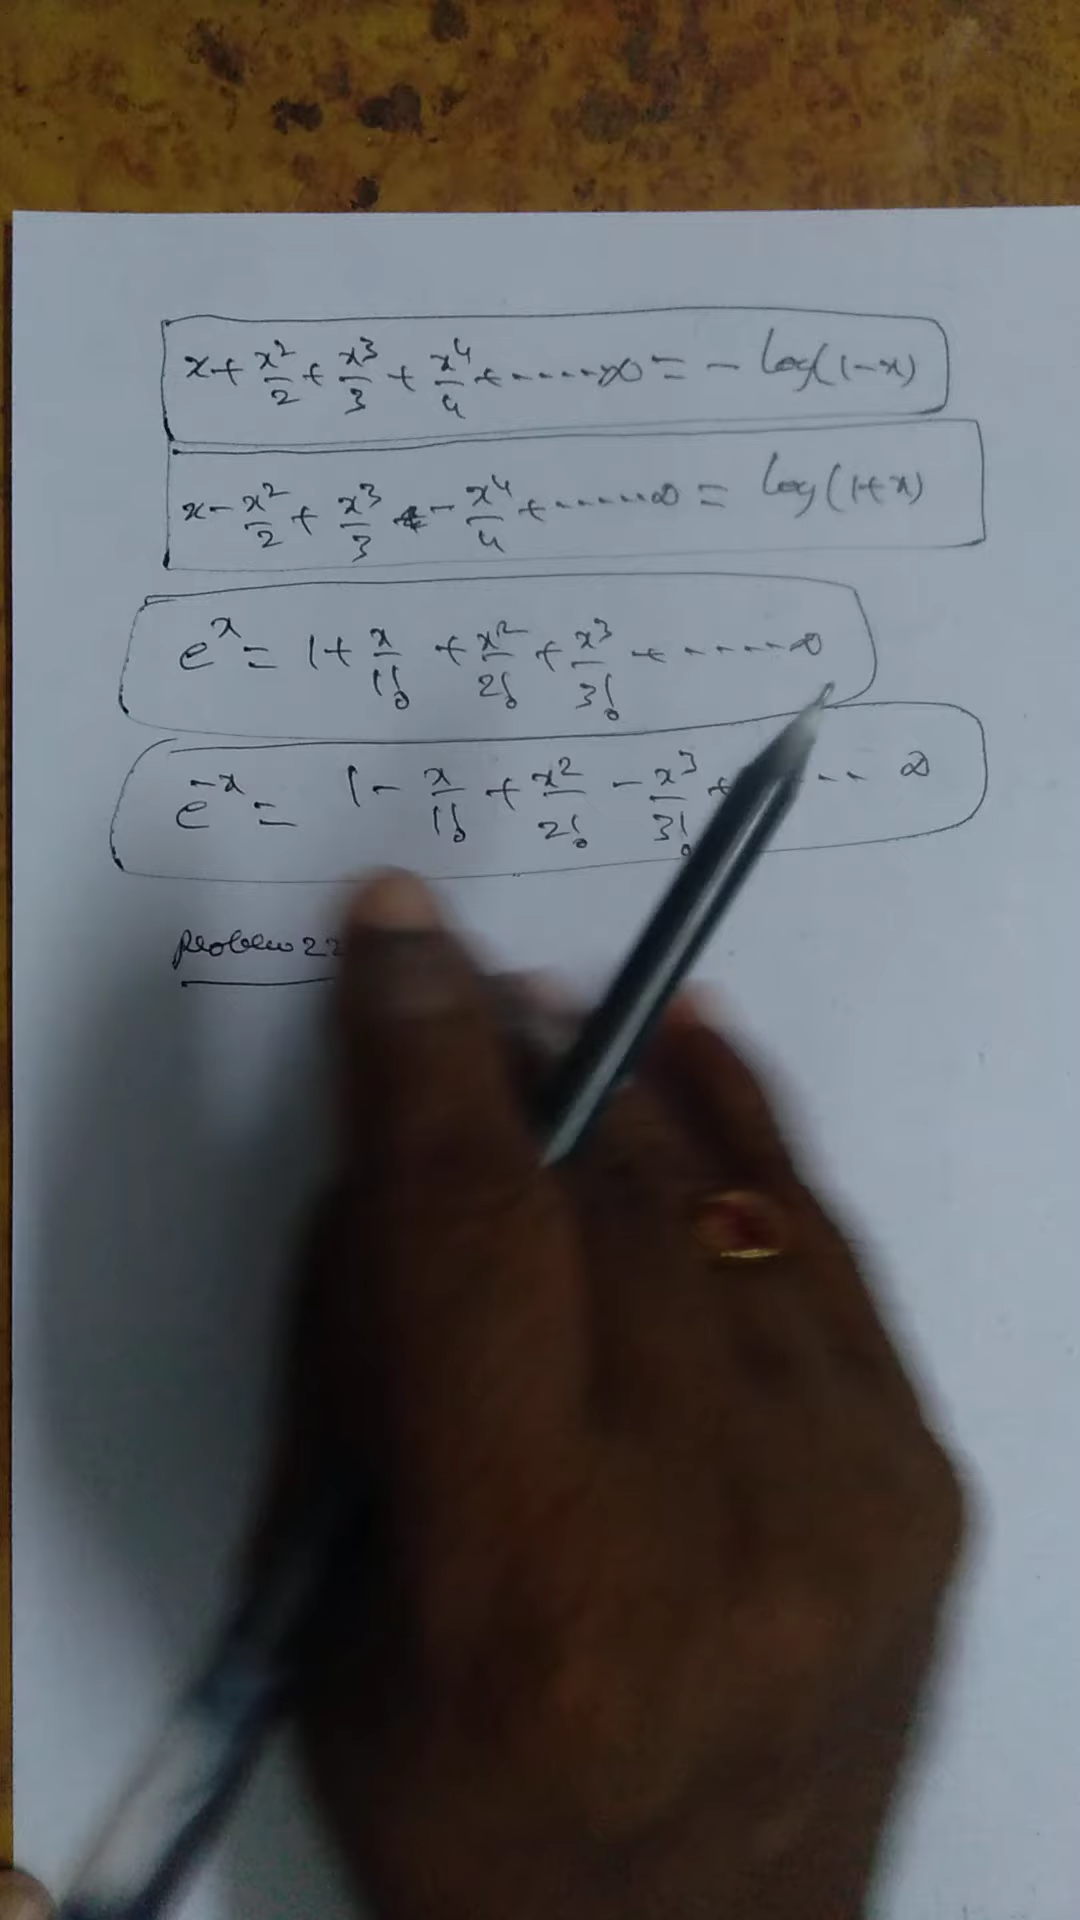 x + x²/2 + x³/3 + x⁴/4 + ......∞ = - log(1-x)
x - x²/2 + x³/3 - x⁴/4 + ......∞ = log(1+x)
eˣ = 1 + x/1! + x²/2! + x³/3! + ......∞
e⁻ˣ = 1 - x/1! + x²/2! - x³/3! + ... ∞
Problem 22